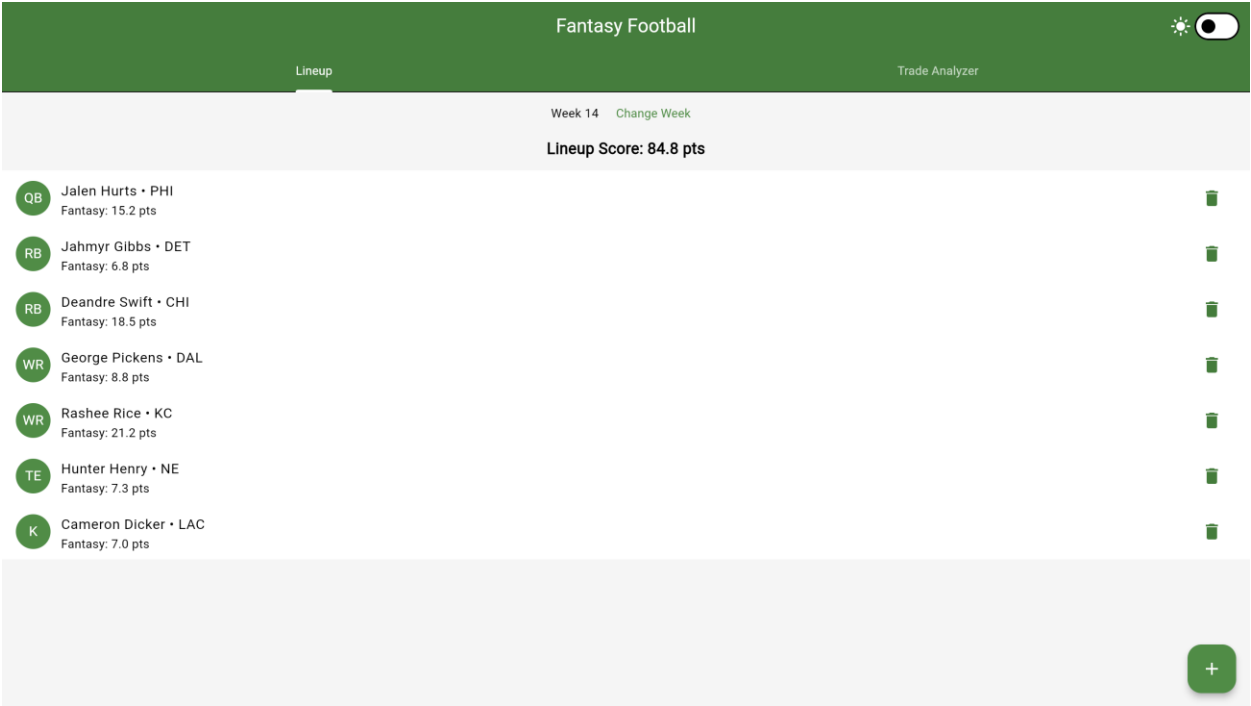 Fantasy Football
Lineup
Trade Analyzer
Week 14 Change Week
Lineup Score: 84.8 pts
QB
Jalen Hurts • PHI
Fantasy: 15.2 pts
RB
Jahmyr Gibbs • DET
Fantasy: 6.8 pts
RB
Deandre Swift • CHI
Fantasy: 18.5 pts
WR
George Pickens • DAL
Fantasy: 8.8 pts
WR
Rashee Rice • KC
Fantasy: 21.2 pts
TE
Hunter Henry • NE
Fantasy: 7.3 pts
K
Cameron Dicker • LAC
Fantasy: 7.0 pts
+